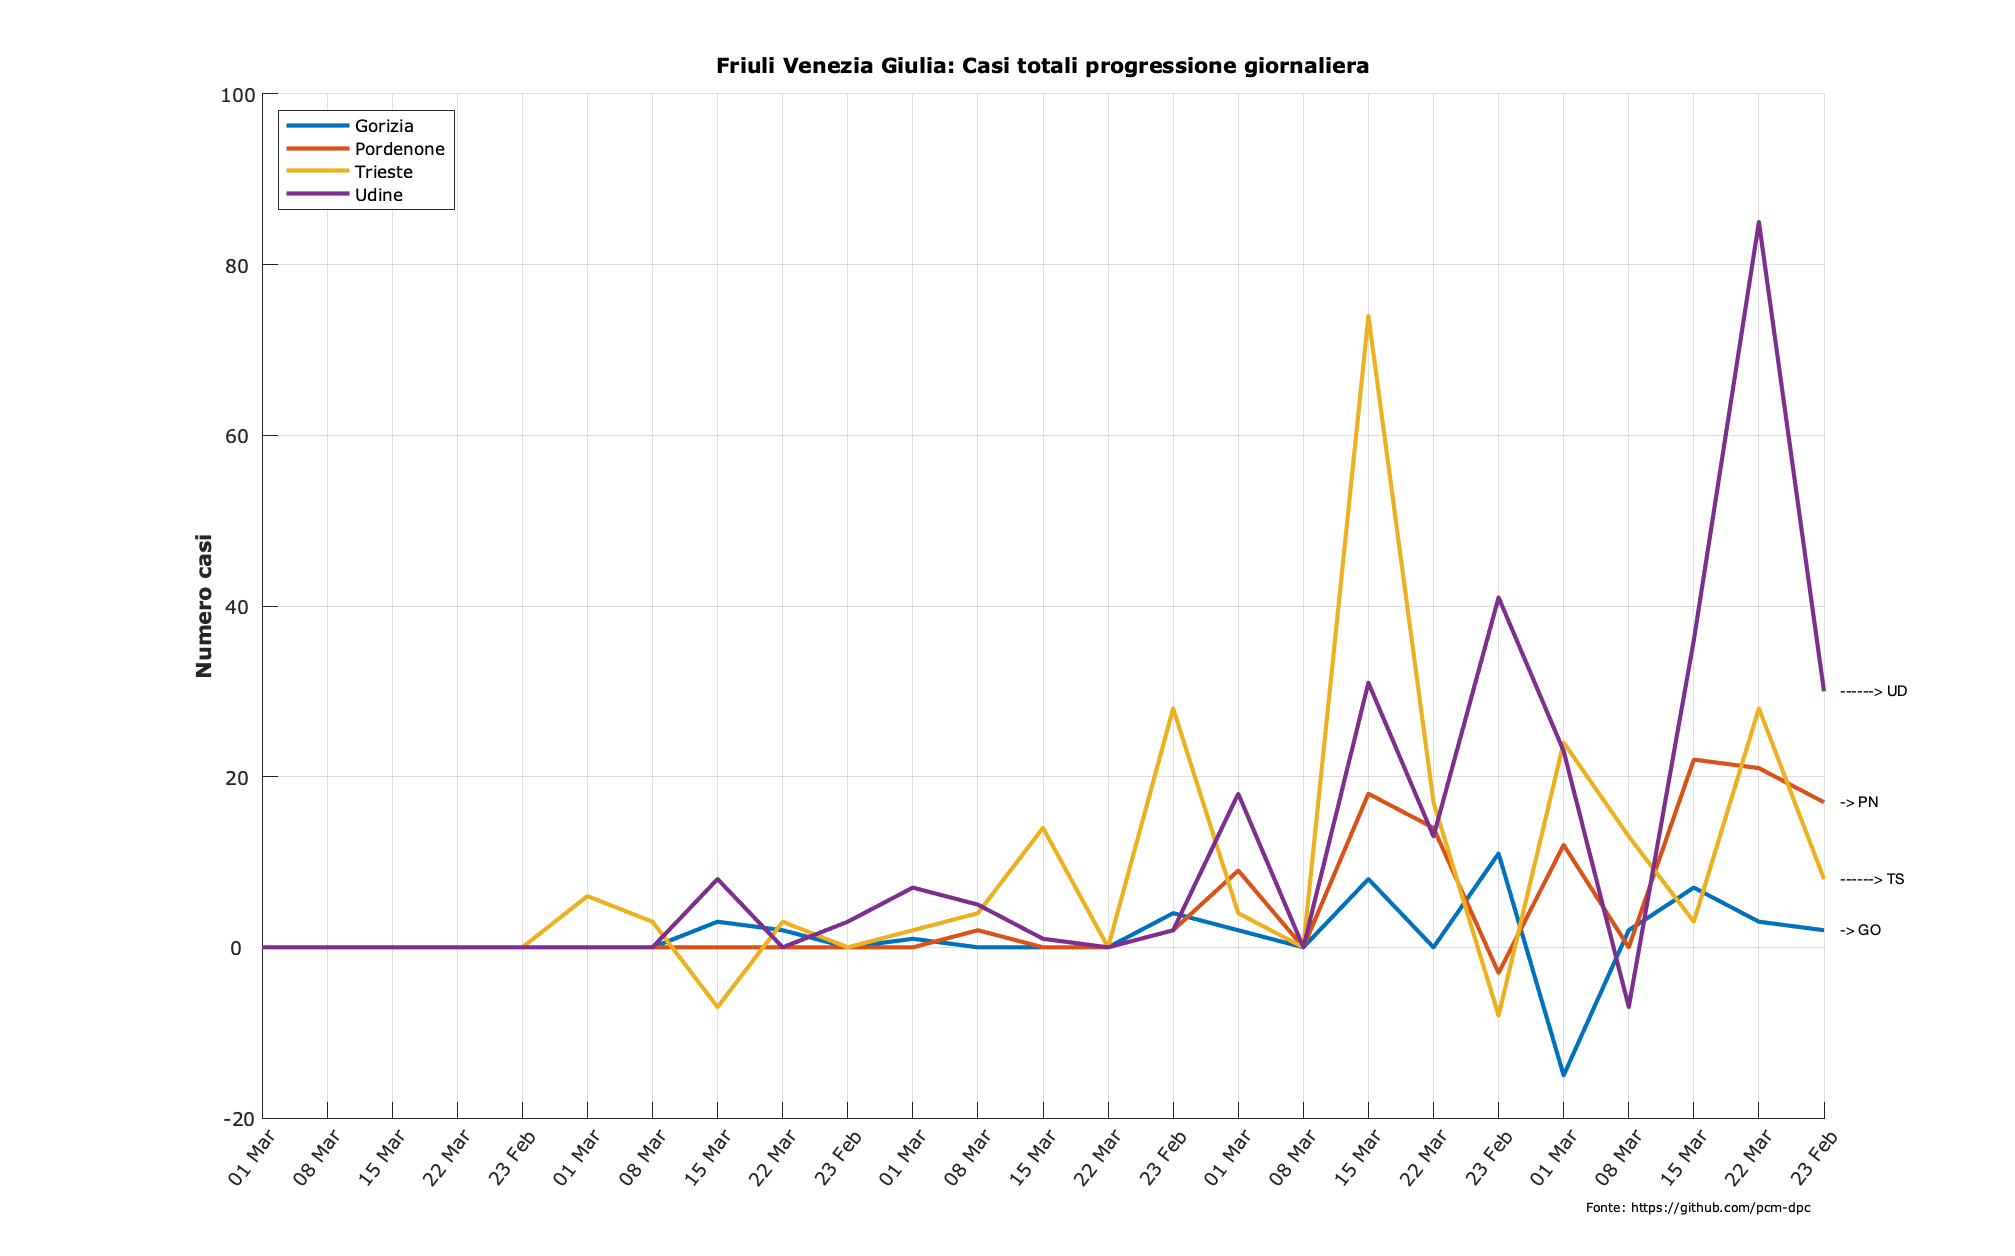 Friuli Venezia Giulia: Casi totali progressione giornaliera
100
80
60
40
20
0
-20
Numero casi
Gorizia
Pordenone
Trieste
Udine
------> UD
-> PN
------> TS
-> GO
01 Mar
08 Mar
15 Mar
22 Mar
23 Feb
01 Mar
08 Mar
15 Mar
22 Mar
23 Feb
01 Mar
08 Mar
15 Mar
22 Mar
23 Feb
01 Mar
08 Mar
15 Mar
22 Mar
23 Feb
01 Mar
08 Mar
15 Mar
22 Mar
23 Feb
Fonte: https://github.com/pcm-dpc